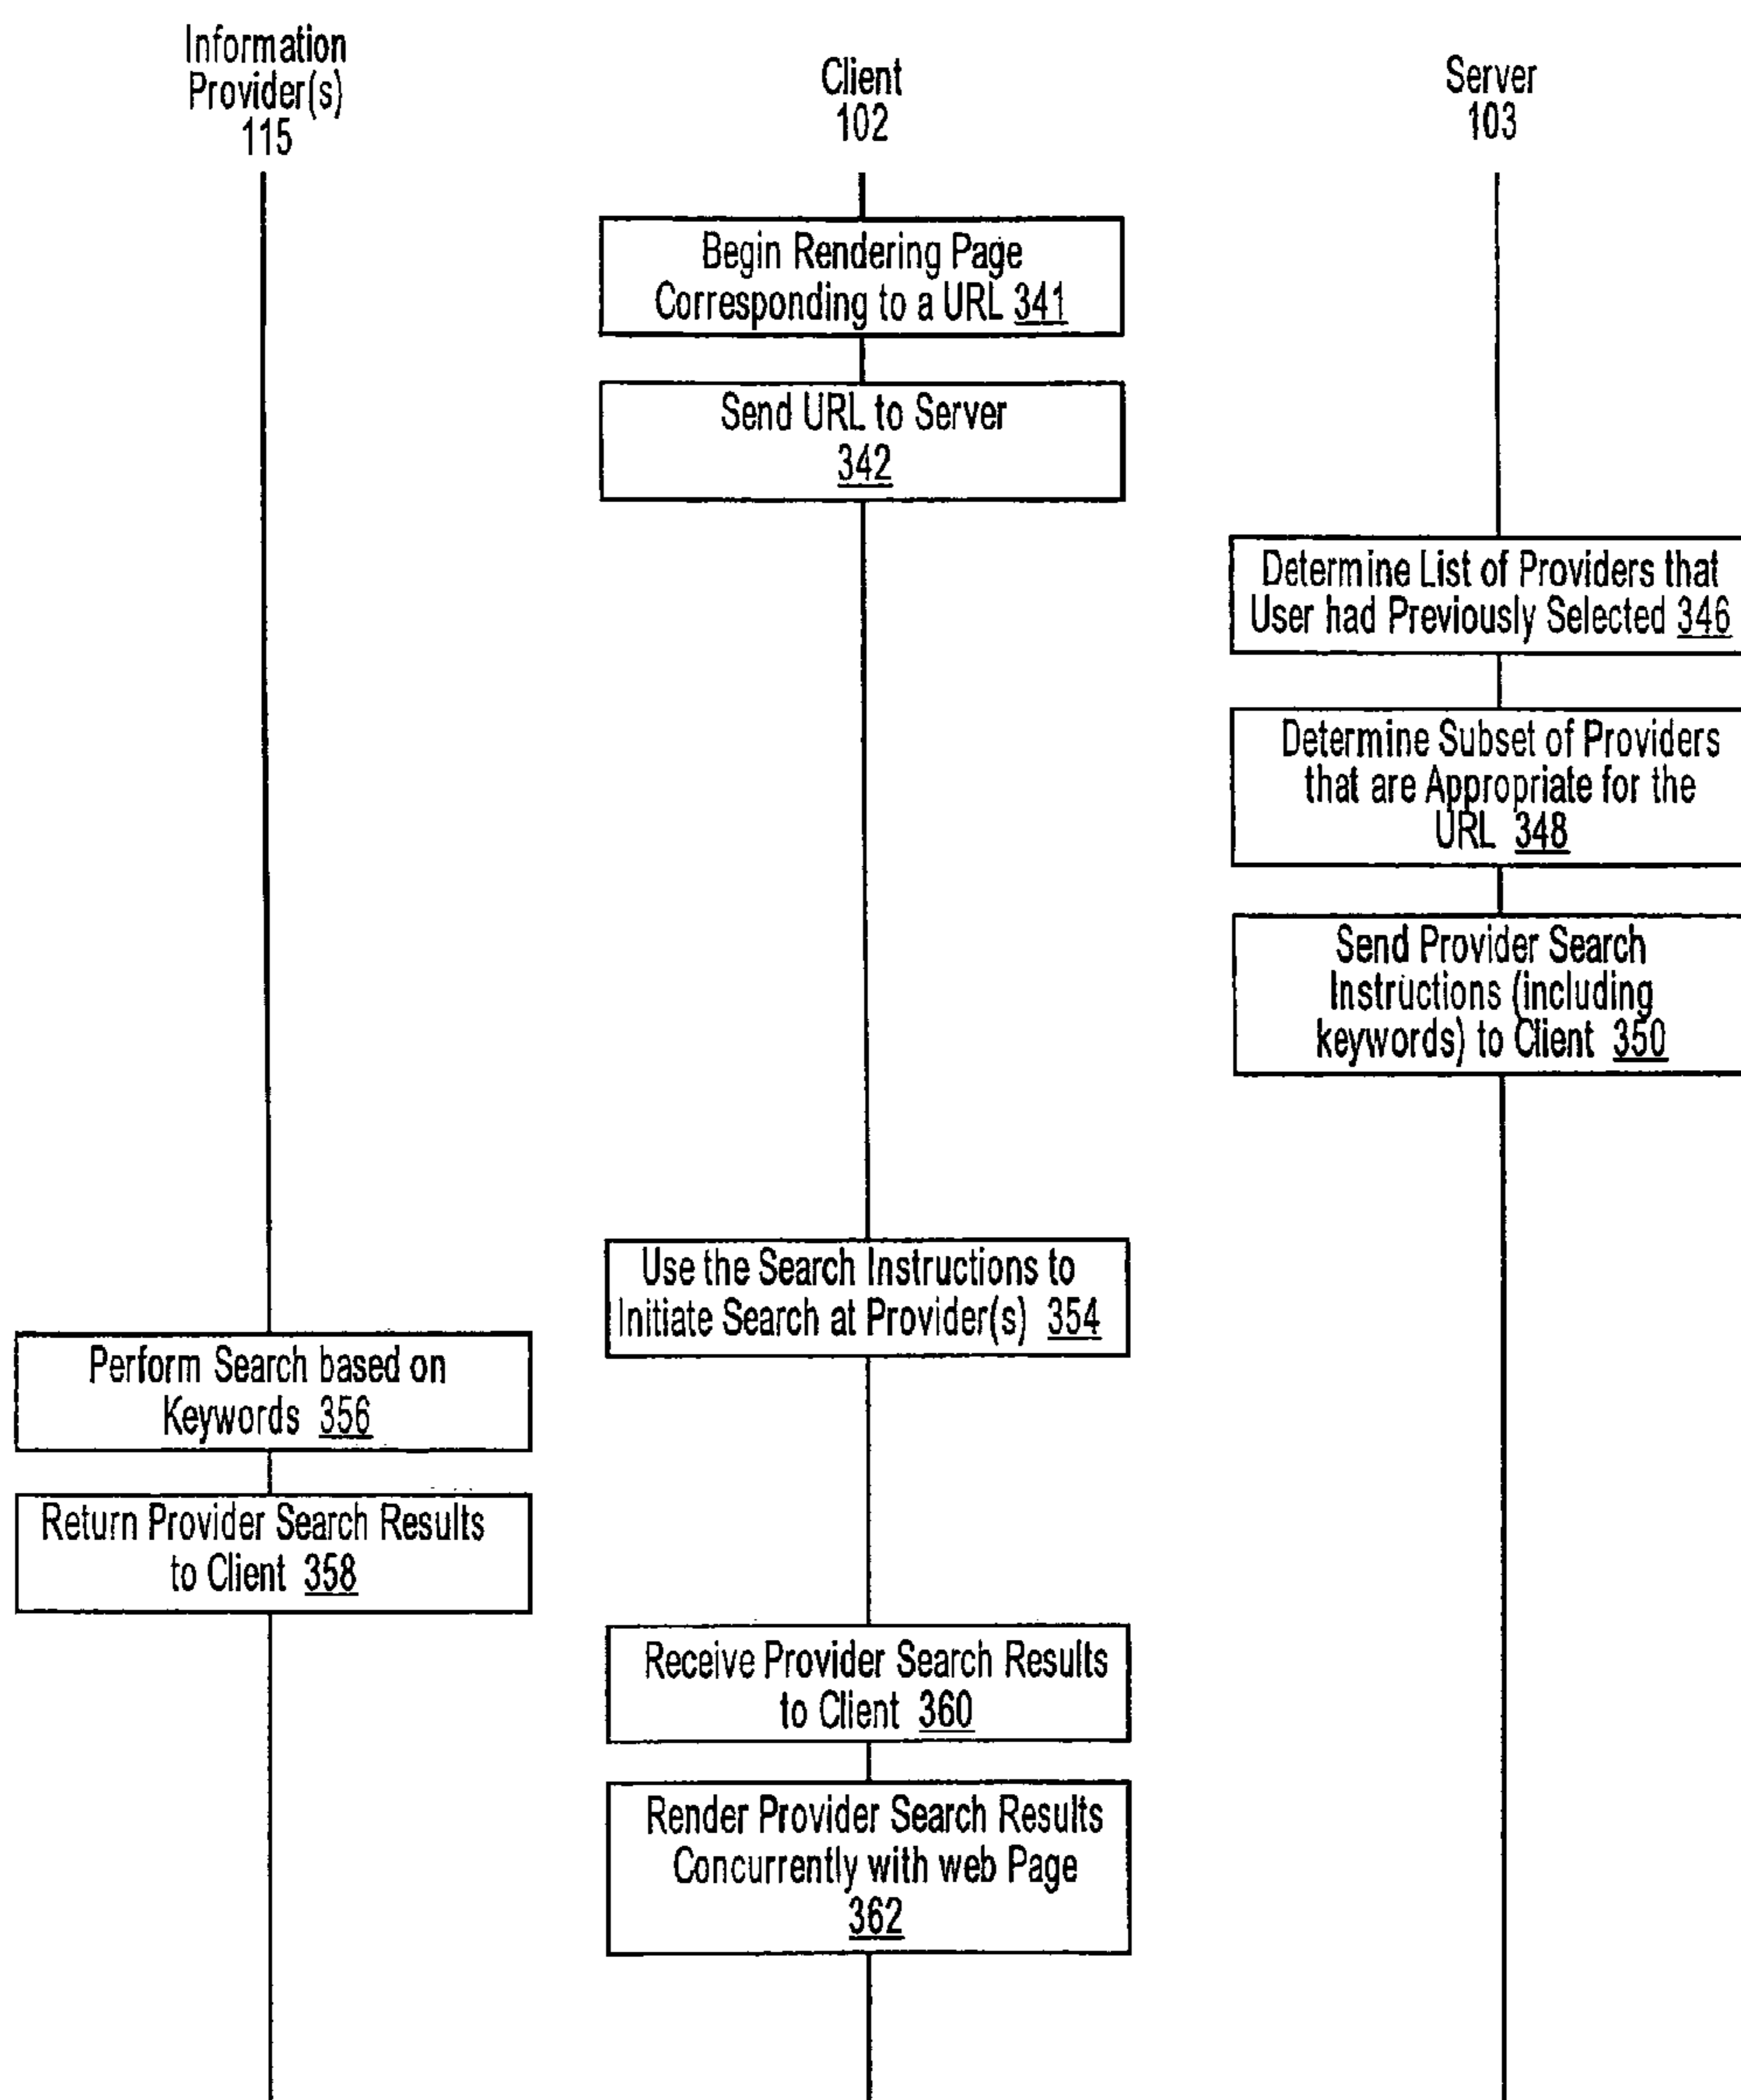 Information
Provider(s)
115
Client
102
Server
103
Begin Rendering Page
Corresponding to a URL 341
Send URL to Server
342
Determine List of Providers that
User had Previously Selected 346
Determine Subset of Providers
that are Appropriate for the
URL 348
Send Provider Search
Instructions (including
keywords) to Client 350
Use the Search Instructions to
Initiate Search at Provider(s) 354
Perform Search based on
Keywords 356
Return Provider Search Results
to Client 358
Receive Provider Search Results
to Client 360
Render Provider Search Results
Concurrently with web Page
362